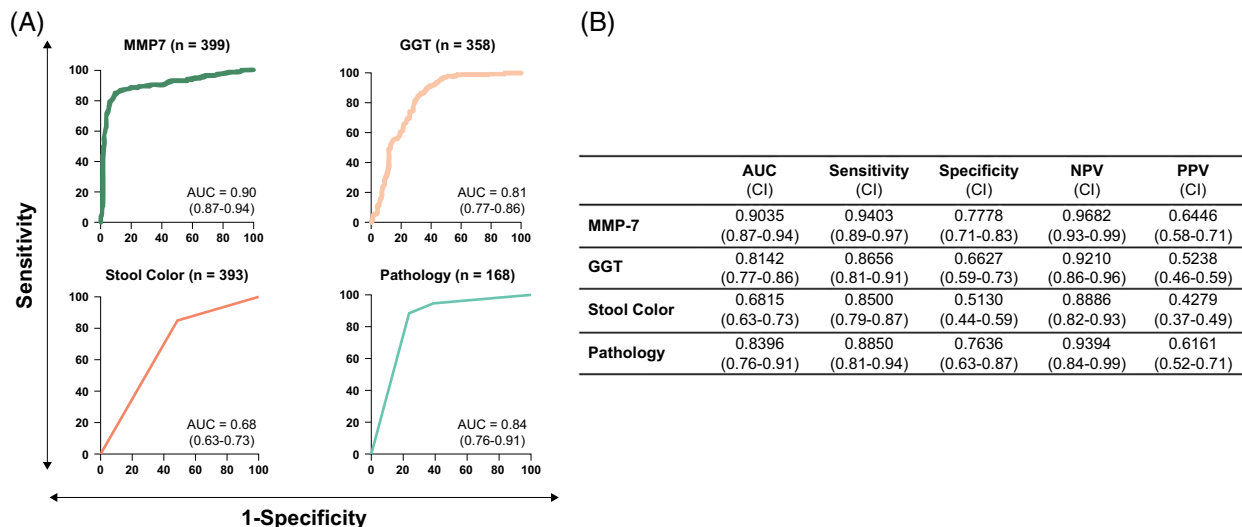 (A)
MMP7 (n = 399)
100
80
60
40
20
0
0 20 40 60 80 100
AUC = 0.90
(0.87-0.94)
GGT (n = 358)
100
80
60
40
20
0
0 20 40 60 80 100
AUC = 0.81
(0.77-0.86)
Stool Color (n = 393)
100
80
60
40
20
0
0 20 40 60 80 100
AUC = 0.68
(0.63-0.73)
Pathology (n = 168)
100
80
60
40
20
0
0 20 40 60 80 100
AUC = 0.84
(0.76-0.91)
Sensitivity
1-Specificity
(B)
AUC Sensitivity Specificity NPV PPV
(CI) (CI) (CI) (CI) (CI)
MMP-7 0.9035 0.9403 0.7778 0.9682 0.6446
(0.87-0.94) (0.89-0.97) (0.71-0.83) (0.93-0.99) (0.58-0.71)
GGT 0.8142 0.8656 0.6627 0.9210 0.5238
(0.77-0.86) (0.81-0.91) (0.59-0.73) (0.86-0.96) (0.46-0.59)
Stool Color 0.6815 0.8500 0.5130 0.8886 0.4279
(0.63-0.73) (0.79-0.87) (0.44-0.59) (0.82-0.93) (0.37-0.49)
Pathology 0.8396 0.8850 0.7636 0.9394 0.6161
(0.76-0.91) (0.81-0.94) (0.63-0.87) (0.84-0.99) (0.52-0.71)